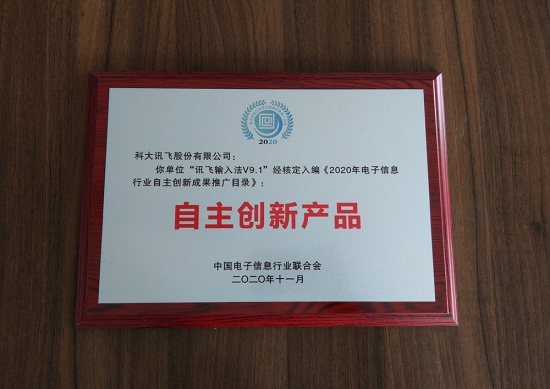 2020
科大讯飞股份有限公司：
你单位“讯飞输入法V9.1”经核定入编《2020年电子信息
行业自主创新成果推广目录》：
自主创新产品
中国电子信息行业联合会
二〇二〇年十一月